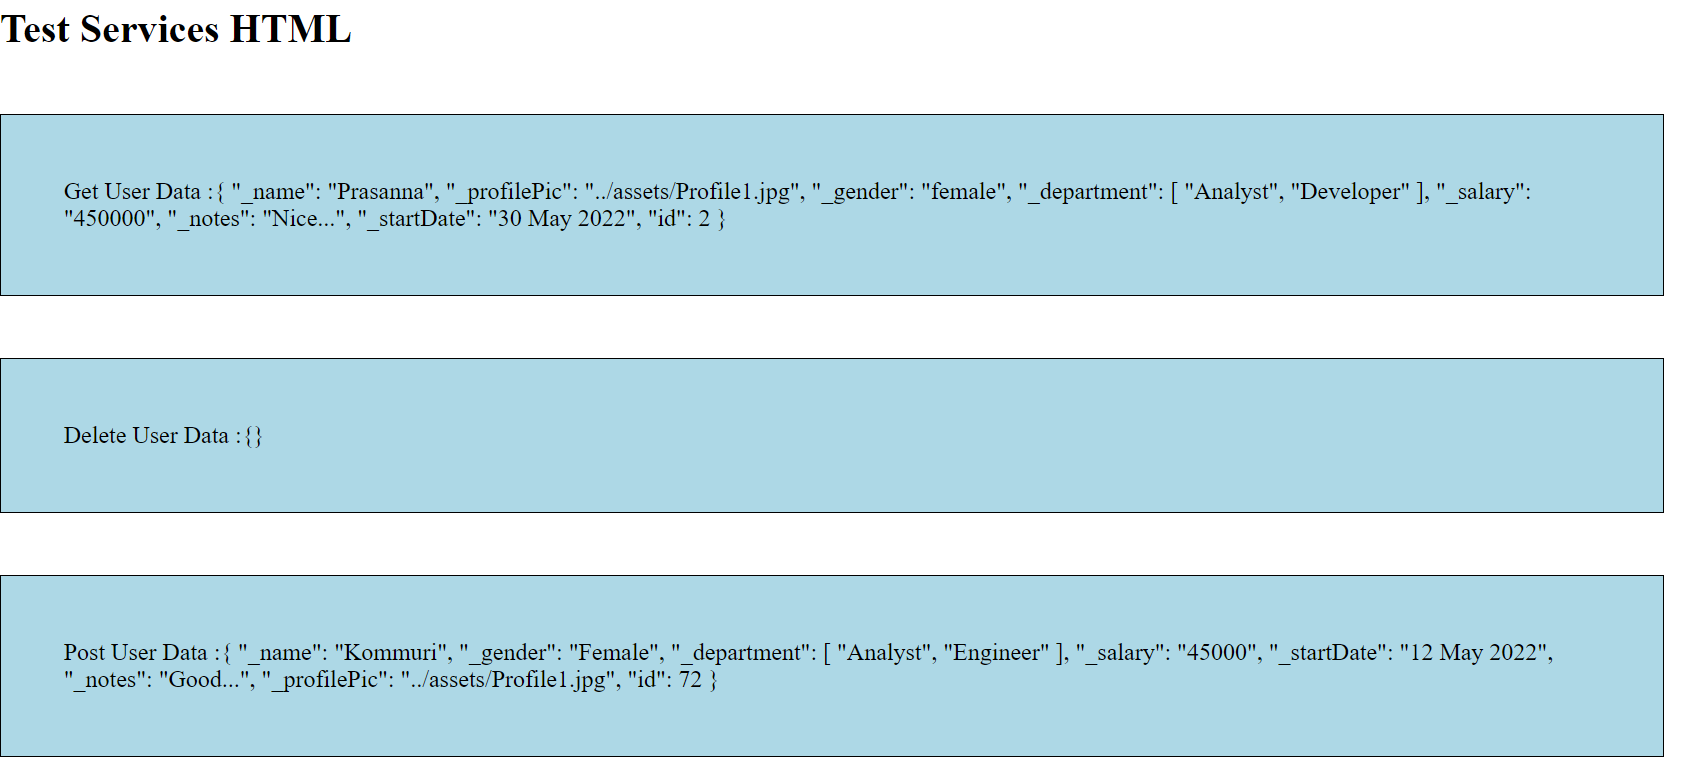 Test Services HTML
Get User Data :{ "_name": "Prasanna", "_profilePic": "../assets/Profile1.jpg", "_gender": "female", "_department": [ "Analyst", "Developer" ], "_salary":
"450000", "_notes": "Nice...", "_startDate": "30 May 2022", "id": 2 }
Delete User Data :{}
Post User Data :{ "_name": "Kommuri", "_gender": "Female", "_department": [ "Analyst", "Engineer" ], "_salary": "45000", "_startDate": "12 May 2022",
"_notes": "Good...", "_profilePic": "../assets/Profile1.jpg", "id": 72 }